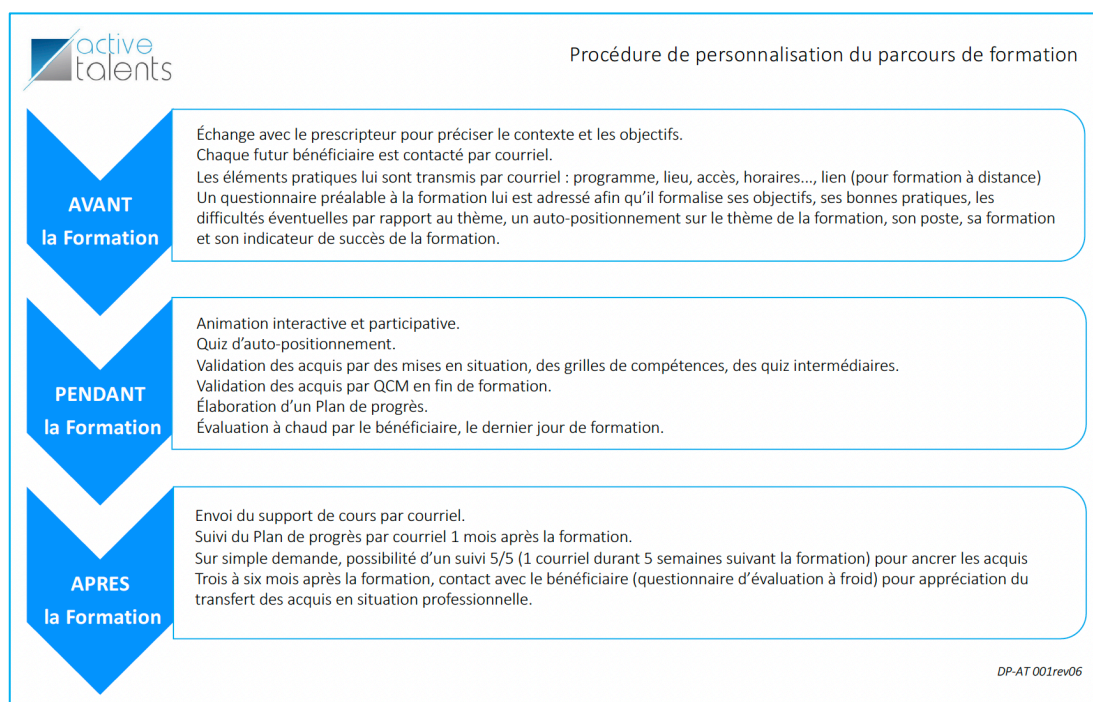 active
talents
Procédure de personnalisation du parcours de formation
AVANT
la Formation
Échange avec le prescripteur pour préciser le contexte et les objectifs.
Chaque futur bénéficiaire est contacté par courriel.
Les éléments pratiques lui sont transmis par courriel : programme, lieu, accès, horaires..., lien (pour formation à distance)
Un questionnaire préalable à la formation lui est adressé afin qu’il formalise ses objectifs, ses bonnes pratiques, les
difficultés éventuelles par rapport au thème, un auto-positionnement sur le thème de la formation, son poste, sa formation
et son indicateur de succès de la formation.
PENDANT
la Formation
Animation interactive et participative.
Quiz d’auto-positionnement.
Validation des acquis par des mises en situation, des grilles de compétences, des quiz intermédiaires.
Validation des acquis par QCM en fin de formation.
Élaboration d’un Plan de progrès.
Évaluation à chaud par le bénéficiaire, le dernier jour de formation.
APRES
la Formation
Envoi du support de cours par courriel.
Suivi du Plan de progrès par courriel 1 mois après la formation.
Sur simple demande, possibilité d’un suivi 5/5 (1 courriel durant 5 semaines suivant la formation) pour ancrer les acquis
Trois à six mois après la formation, contact avec le bénéficiaire (questionnaire d’évaluation à froid) pour appréciation du
transfert des acquis en situation professionnelle.
DP-AT 001rev06